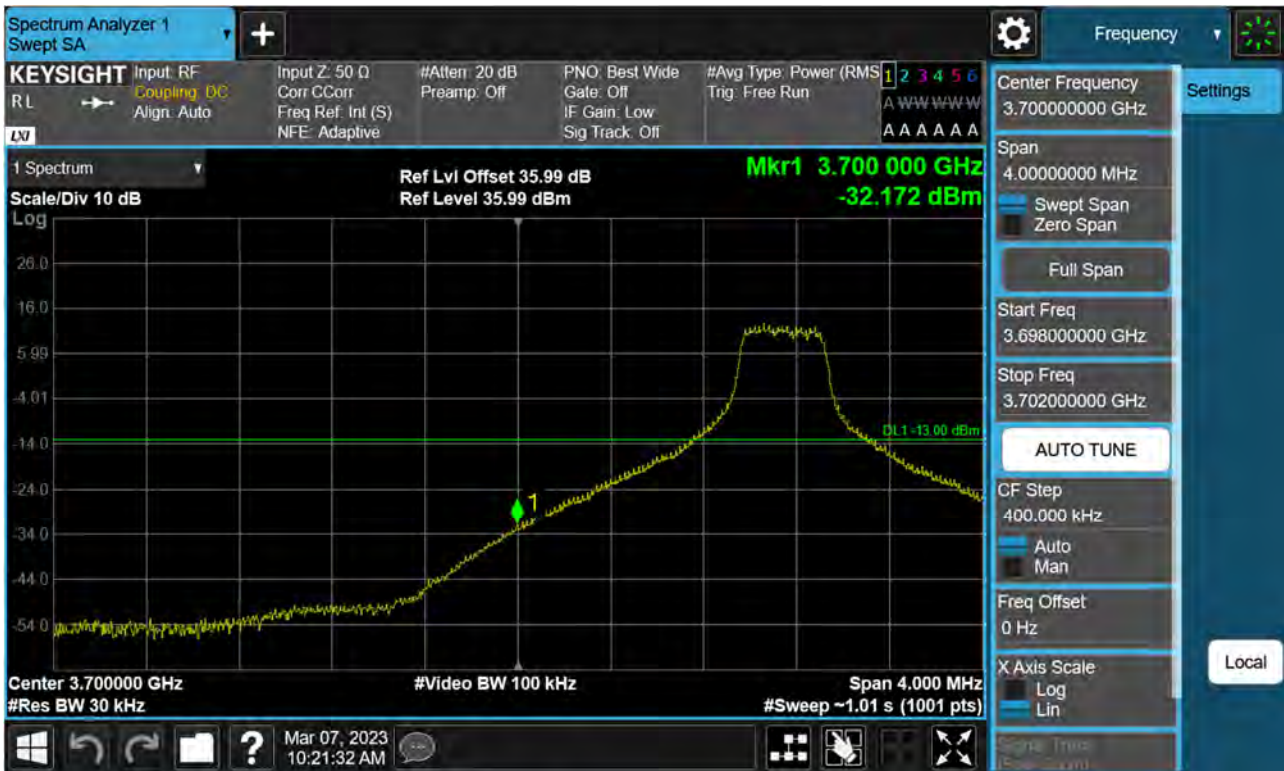 Spectrum Analyzer 1
Swept SA
+
Frequency
KEYSIGHT
RL
LXI
Input: RF
Coupling: DC
Align: Auto
Input Z: 50 Ω
Corr CCorr
Freq Ref: Int (S)
NFE: Adaptive
#Atten: 20 dB
Preamp: Off
PNO: Best Wide
Gate: Off
IF Gain: Low
Sig Track: Off
#Avg Type: Power (RMS
Trig: Free Run
1 2 3 4 5 6
A W W W W W
A A A A A A
1 Spectrum
Scale/Div 10 dB
Log
Ref Lvl Offset 35.99 dB
Ref Level 35.99 dBm
Mkr1 3.700 000 GHz
-32.172 dBm
26.0
16.0
5.99
-4.01
-14.0
-24.0
-34.0
-44.0
-54.0
DL1 -13.00 dBm
1
Center 3.700000 GHz
#Res BW 30 kHz
#Video BW 100 kHz
Span 4.000 MHz
#Sweep ~1.01 s (1001 pts)
?
Mar 07, 2023
10:21:32 AM
Center Frequency
3.700000000 GHz
Span
4.00000000 MHz
Swept Span
Zero Span
Full Span
Start Freq
3.698000000 GHz
Stop Freq
3.702000000 GHz
AUTO TUNE
CF Step
400.000 kHz
Auto
Man
Freq Offset
0 Hz
X Axis Scale
Log
Lin
Settings
Local